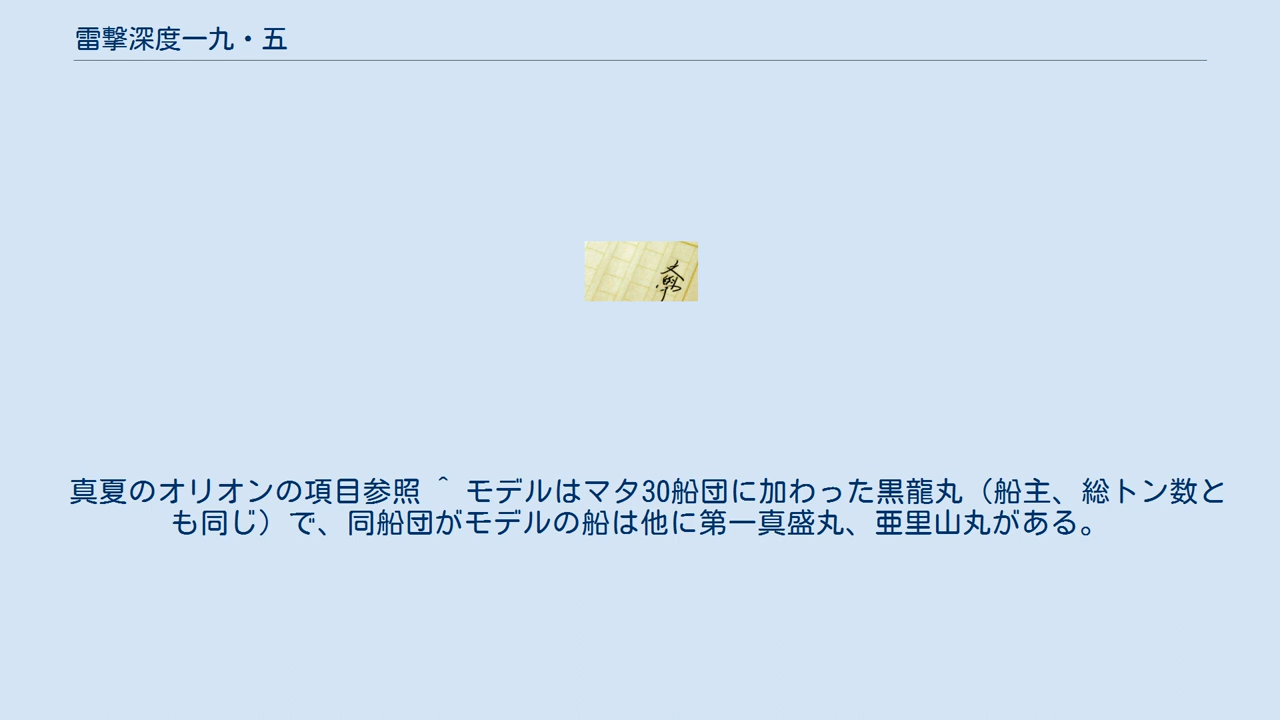 雷撃深度一九・五
真夏のオリオンの項目参照 ^ モデルはマタ30船団に加わった黒龍丸（船主、総トン数と
も同じ）で、同船団がモデルの船は他に第一真盛丸、亜里山丸がある。